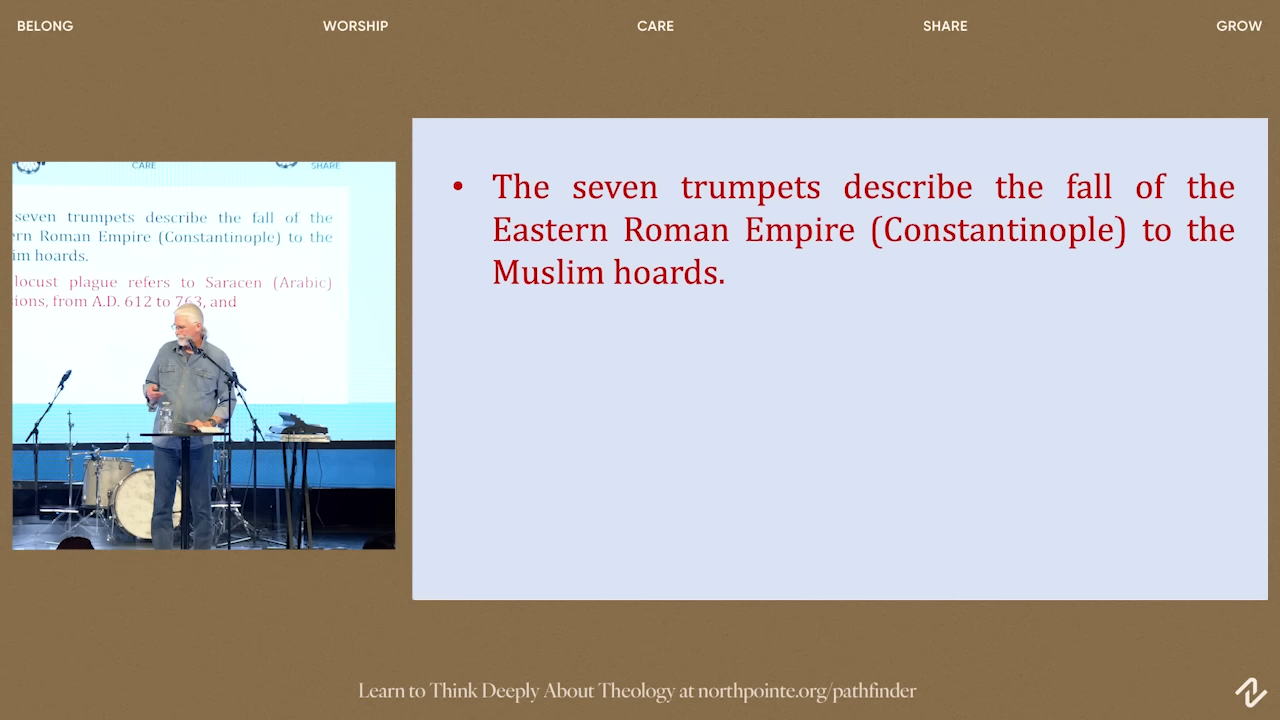 BELONG WORSHIP CARE SHARE GROW
CARE SHARE
seven trumpets describe the fall of the
rn Roman Empire (Constantinople) to the
im hoards.
locust plague refers to Saracen (Arabic)
ions, from A.D. 612 to 763, and
• The seven trumpets describe the fall of the
Eastern Roman Empire (Constantinople) to the
Muslim hoards.
Learn to Think Deeply About Theology at northpointe.org/pathfinder